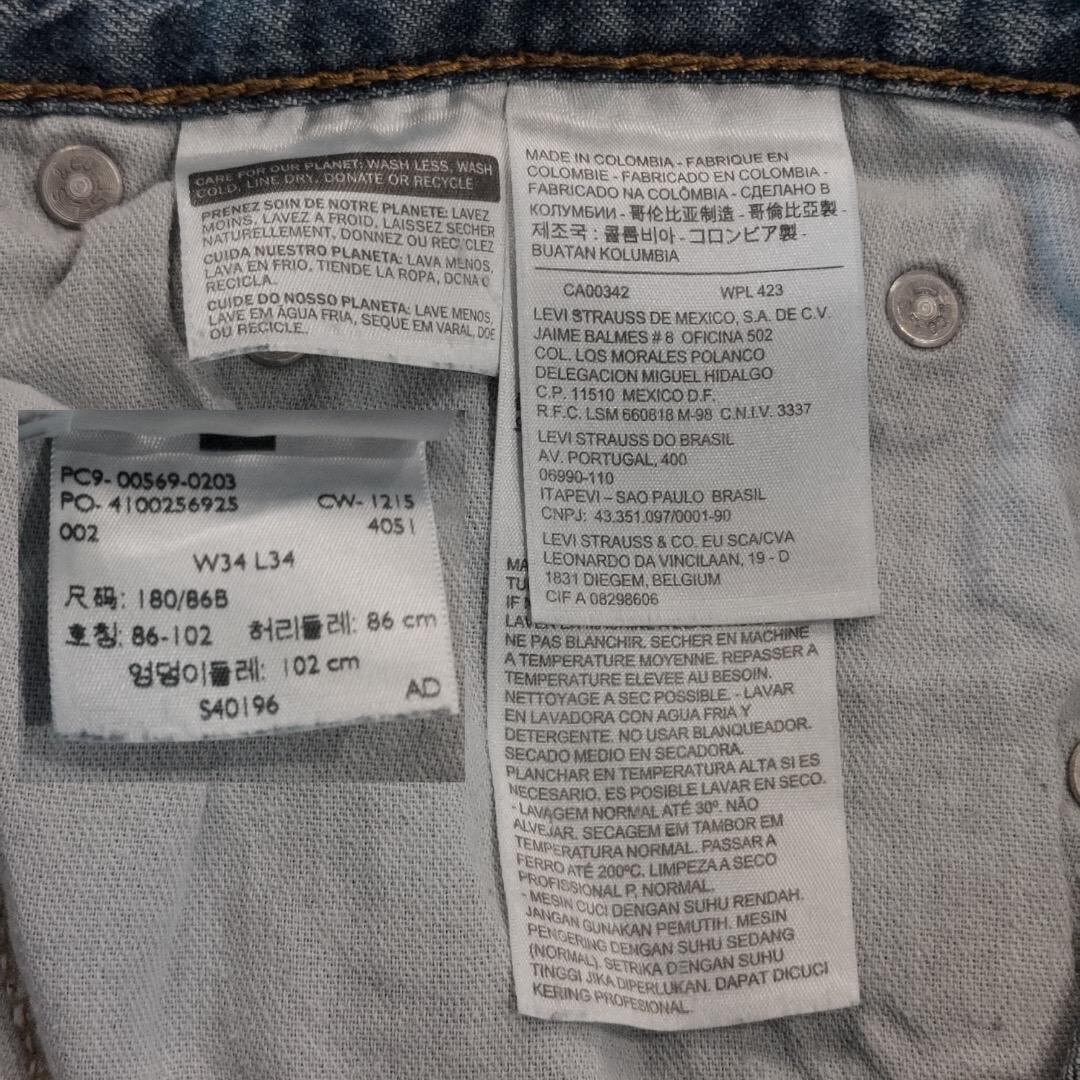 CARE FOR OUR PLANET: WASH LESS, WASH
COLD, LINE DRY, DONATE OR RECYCLE
PRENEZ SOIN DE NOTRE PLANETE: LAVEZ
MOINS, LAVEZ A FROID, LAISSEZ SECHER
NATURELLEMENT, DONNEZ OU RECYCLEZ
CUIDA NUESTRO PLANETA: LAVA MENOS,
LAVA EN FRIO, TIENDE LA ROPA, DONA O
RECICLA.
CUIDE DO NOSSO PLANETA: LAVE MENOS,
LAVE EM ÁGUA FRIA, SEQUE EM VARAL, DOE
OU RECICLE.
MADE IN COLOMBIA - FABRIQUE EN
COLOMBIE - FABRICADO EN COLOMBIA -
FABRICADO NA COLÔMBIA - СДЕЛАНО В
КОЛУМБИИ - 哥伦比亚制造 - 哥倫比亞製 -
제조국 : 콜롬비아 - コロンビア製 -
BUATAN KOLUMBIA
CA00342 WPL 423
LEVI STRAUSS DE MEXICO, S.A. DE C.V.
JAIME BALMES # 8 OFICINA 502
COL. LOS MORALES POLANCO
DELEGACION MIGUEL HIDALGO
C.P. 11510 MEXICO D.F.
R.F.C. LSM 660818 M-98 C.N.I.V. 3337
LEVI STRAUSS DO BRASIL
AV. PORTUGAL, 400
06990-110
ITAPEVI – SAO PAULO BRASIL
CNPJ: 43.351.097/0001-90
LEVI STRAUSS & CO. EU SCA/CVA
LEONARDO DA VINCILAAN, 19 - D
1831 DIEGEM, BELGIUM
CIF A 08298606
PC9- 00569-0203
PO- 4100256925 CW- 1215
002 4051
W34 L34
尺码: 180/86B
호칭: 86-102 허리둘레: 86 cm
엉덩이둘레: 102 cm
S40196 AD
NE PAS BLANCHIR. SECHER EN MACHINE
A TEMPERATURE MOYENNE. REPASSER A
TEMPERATURE ELEVEE AU BESOIN.
NETTOYAGE A SEC POSSIBLE. - LAVAR
EN LAVADORA CON AGUA FRIA Y
DETERGENTE. NO USAR BLANQUEADOR.
SECADO MEDIO EN SECADORA.
PLANCHAR EN TEMPERATURA ALTA SI ES
NECESARIO. ES POSIBLE LAVAR EN SECO.
- LAVAGEM NORMAL ATÉ 30º. NÃO
ALVEJAR. SECAGEM EM TAMBOR EM
TEMPERATURA NORMAL. PASSAR A
FERRO ATÉ 200ºC. LIMPEZA A SECO
PROFISSIONAL P, NORMAL.
- MESIN CUCI DENGAN SUHU RENDAH.
JANGAN GUNAKAN PEMUTIH. MESIN
PENGERING DENGAN SUHU SEDANG
(NORMAL). SETRIKA DENGAN SUHU
TINGGI JIKA DIPERLUKAN. DAPAT DICUCI
KERING PROFESIONAL.